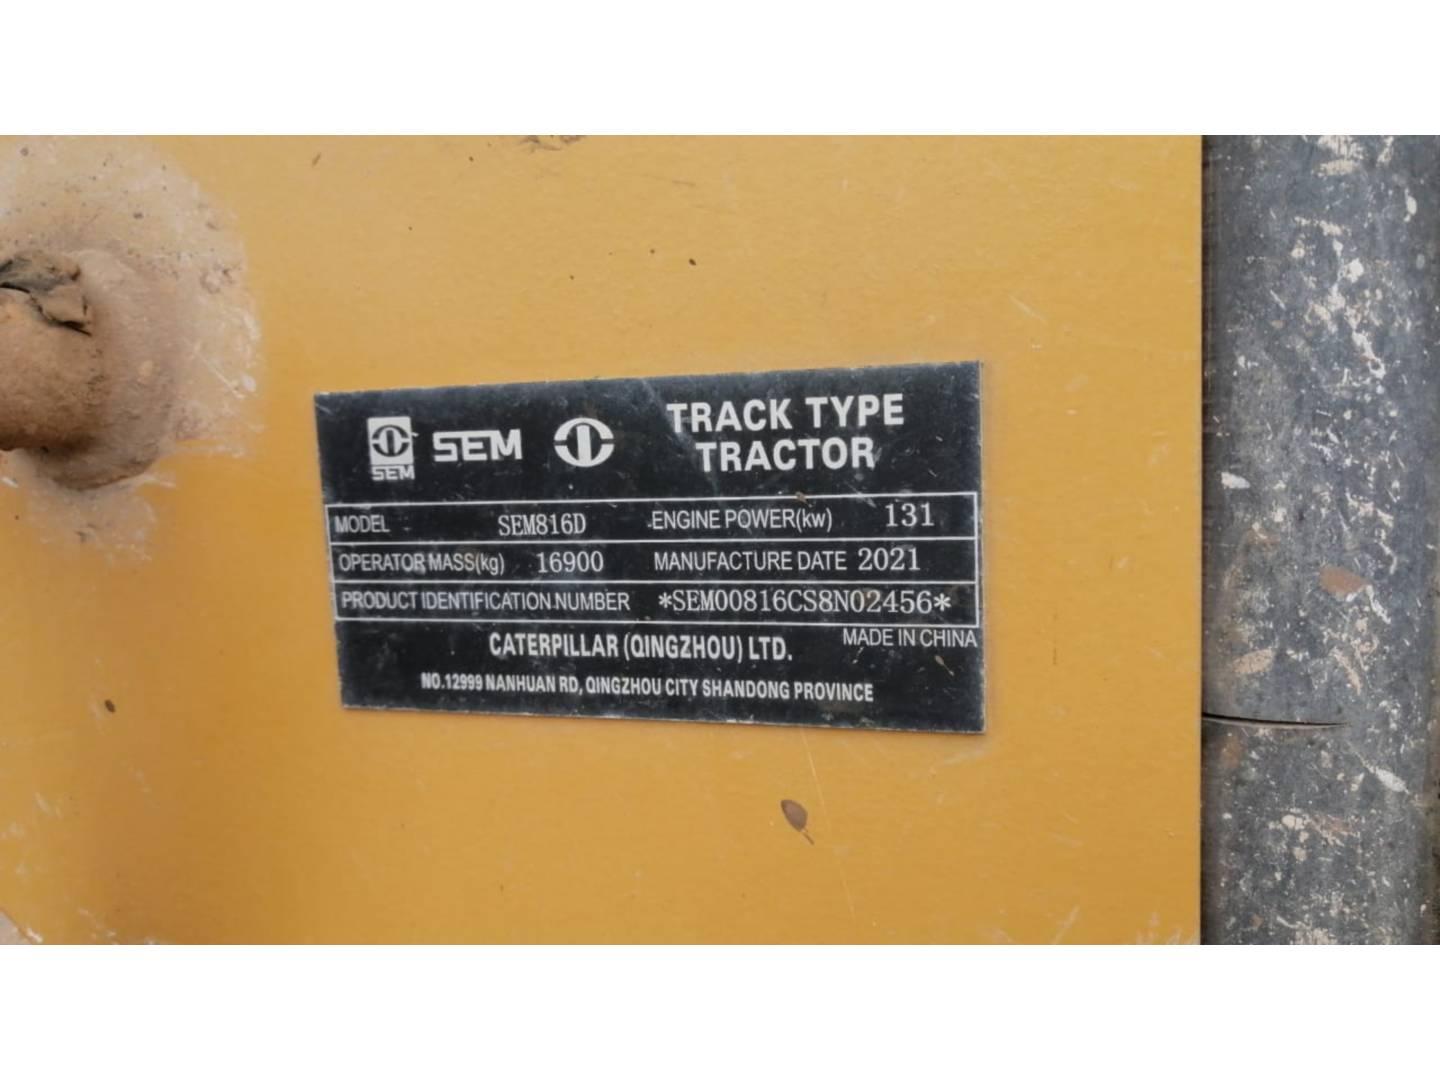 SEM
SEM
TRACK TYPE
TRACTOR
MODEL SEM816D ENGINE POWER(kw) 131
OPERATOR MASS(kg) 16900 MANUFACTURE DATE 2021
PRODUCT IDENTIFICATION NUMBER *SEM00816CS8N02456*
MADE IN CHINA
CATERPILLAR (QINGZHOU) LTD.
NO.12999 NANHUAN RD, QINGZHOU CITY SHANDONG PROVINCE